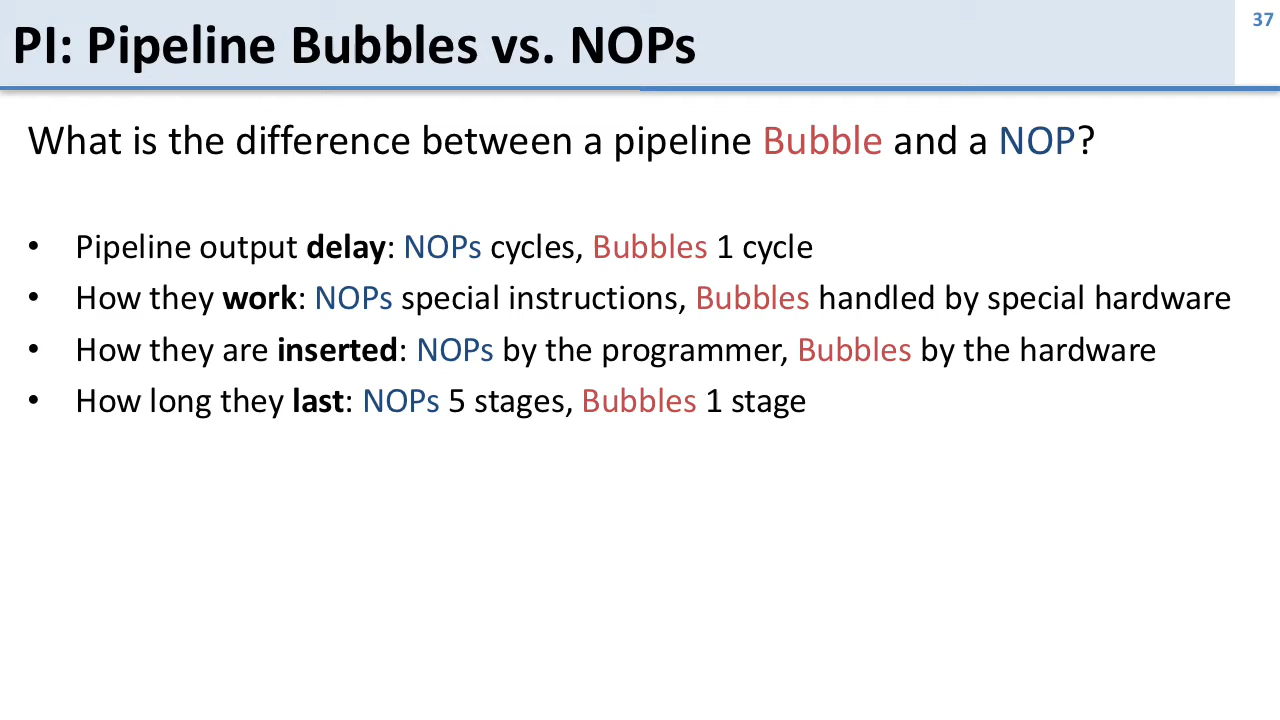 PI: Pipeline Bubbles vs. NOPs
37
What is the difference between a pipeline Bubble and a NOP?
• Pipeline output delay: NOPs cycles, Bubbles 1 cycle
• How they work: NOPs special instructions, Bubbles handled by special hardware
• How they are inserted: NOPs by the programmer, Bubbles by the hardware
• How long they last: NOPs 5 stages, Bubbles 1 stage